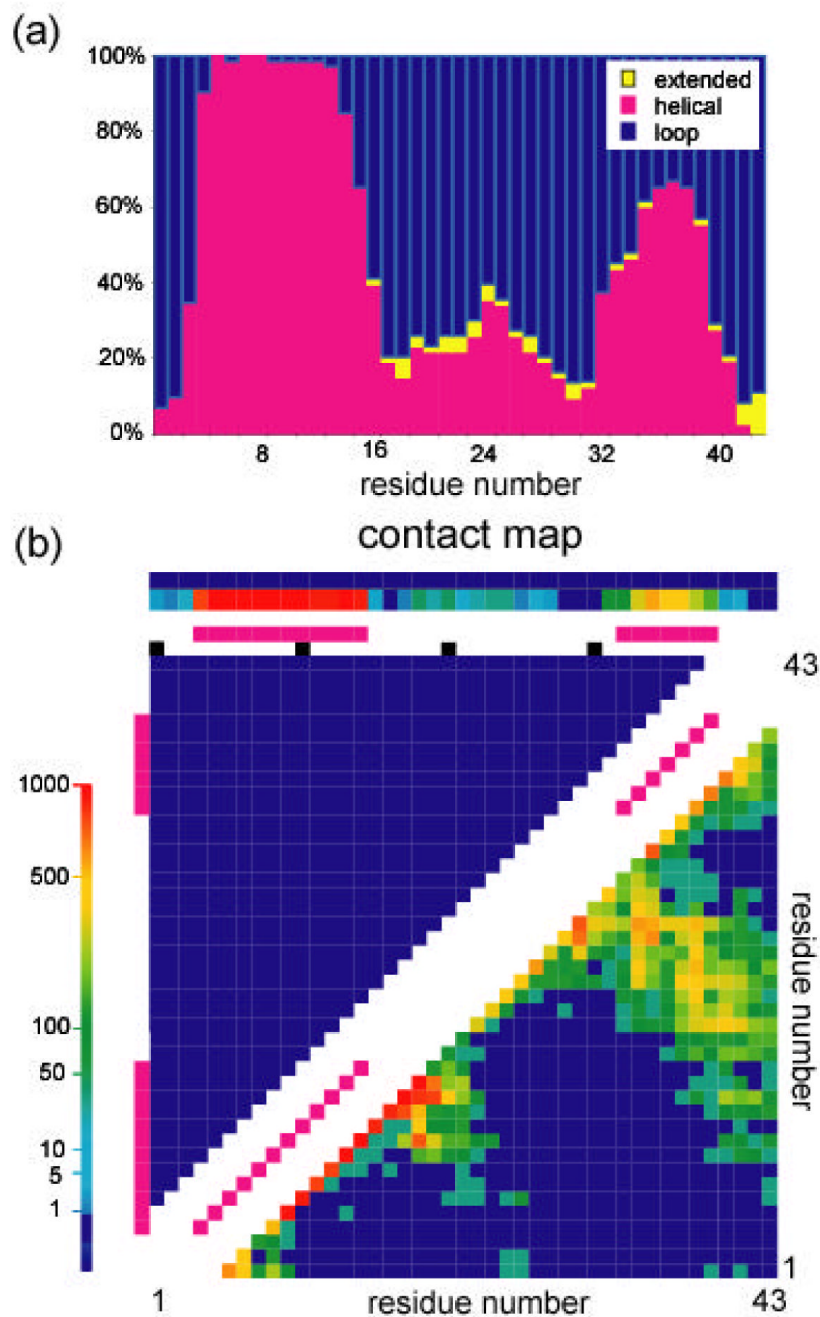 (a)
100%
80%
60%
40%
20%
0%
extended
helical
loop
8 16 24 32 40
residue number
(b)
contact map
43
1000
500
100
50
10
5
1
residue number
1
1 residue number 43